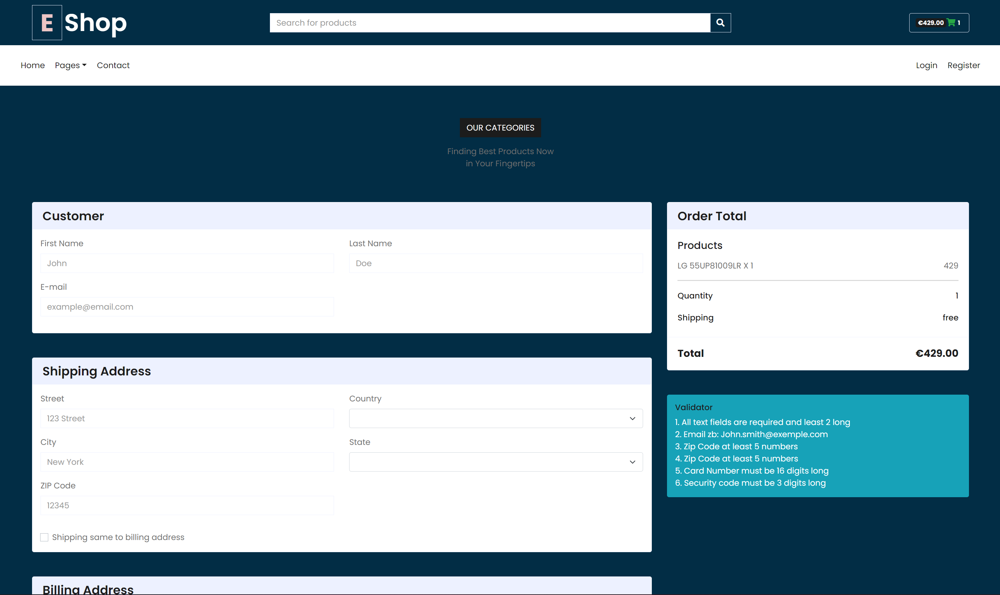 E Shop
Search for products
€429.00 1
Home Pages Contact
Login Register
OUR CATEGORIES
Finding Best Products Now
in Your Fingertips
Customer
First Name
Last Name
John
Doe
E-mail
example@email.com
Shipping Address
Street
Country
123 Street
City
State
New York
ZIP Code
12345
Shipping same to billing address
Billing Address
Order Total
Products
LG 55UP81009LR X 1 429
Quantity 1
Shipping free
Total €429.00
Validator
1. All text fields are required and least 2 long
2. Email zb: John.smith@exemple.com
3. Zip Code at least 5 numbers
4. Zip Code at least 5 numbers
5. Card Number must be 16 digits long
6. Security code must be 3 digits long